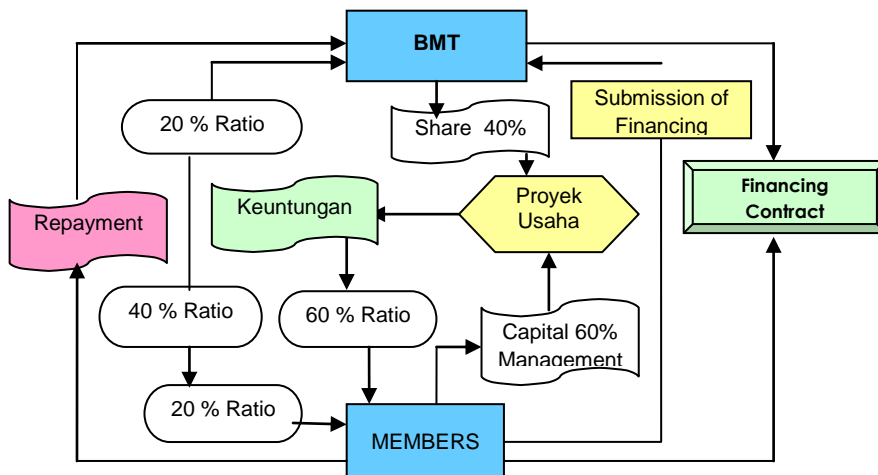 BMT
Submission of
Financing
20 % Ratio
Share 40%
Financing
Contract
Repayment
Keuntungan
Proyek
Usaha
40 % Ratio
60 % Ratio
Capital 60%
Management
20 % Ratio
MEMBERS